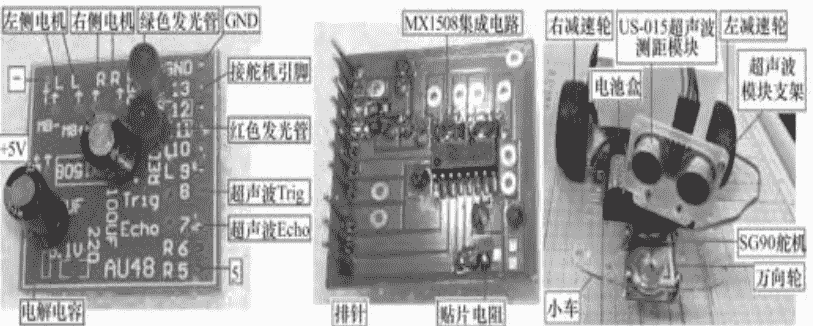 左侧电机
右侧电机
绿色发光管
GND
L L R R
GND
13
接舵机引脚
12
11
红色发光管
+5V
10
L 9
Trig
8
超声波Trig
Echo
7
超声波Echo
100UF
22Ω
R 6
AU48
R 5
5
电解电容
MX1508集成电路
排针
贴片电阻
右减速轮
US-015超声波
测距模块
左减速轮
电池盒
超声波
模块支架
SG90舵机
万向轮
小车